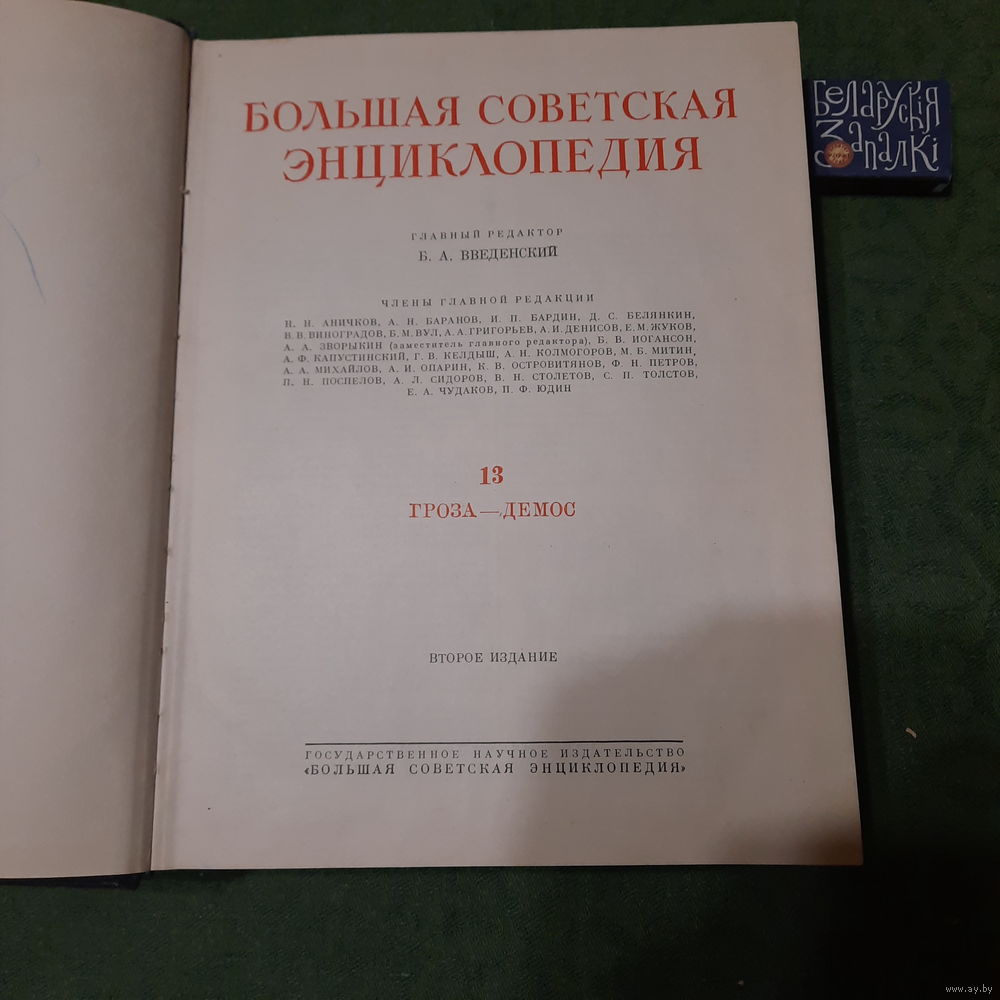 БОЛЬШАЯ СОВЕТСКАЯ
ЭНЦИКЛОПЕДИЯ
ГЛАВНЫЙ РЕДАКТОР
Б. А. ВВЕДЕНСКИЙ
ЧЛЕНЫ ГЛАВНОЙ РЕДАКЦИИ
Н. Н. АНИЧКОВ, А. Н. БАРАНОВ, И. П. БАРДИН, Д. С. БЕЛЯНКИН,
В. В. ВИНОГРАДОВ, Б. М. ВУЛ, А. А. ГРИГОРЬЕВ, А. И. ДЕНИСОВ, Е. М. ЖУКОВ,
А. А. ЗВОРЫКИН (заместитель главного редактора), Б. В. ИОГАНСОН,
А. Ф. КАПУСТИНСКИЙ, Г. В. КЕЛДЫШ, А. Н. КОЛМОГОРОВ, М. Б. МИТИН,
А. А. МИХАЙЛОВ, А. И. ОПАРИН, К. В. ОСТРОВИТЯНОВ, Ф. Н. ПЕТРОВ,
П. Н. ПОСПЕЛОВ, А. Л. СИДОРОВ, В. Н. СТОЛЕТОВ, С. П. ТОЛСТОВ,
Е. А. ЧУДАКОВ, П. Ф. ЮДИН
13
ГРОЗА — ДЕМОС
ВТОРОЕ ИЗДАНИЕ
ГОСУДАРСТВЕННОЕ НАУЧНОЕ ИЗДАТЕЛЬСТВО
«БОЛЬШАЯ СОВЕТСКАЯ ЭНЦИКЛОПЕДИЯ»
БЕЛАРУСКІЯ
ЗАПАЛКІ
www.ay.by